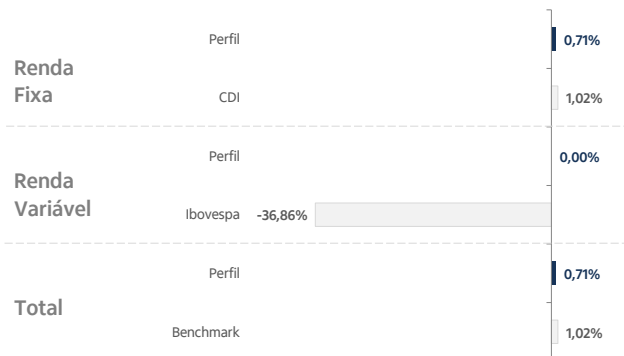 Renda
Fixa
Perfil 0,71%
CDI 1,02%
Renda
Variável
Perfil 0,00%
Ibovespa -36,86%
Total
Perfil 0,71%
Benchmark 1,02%